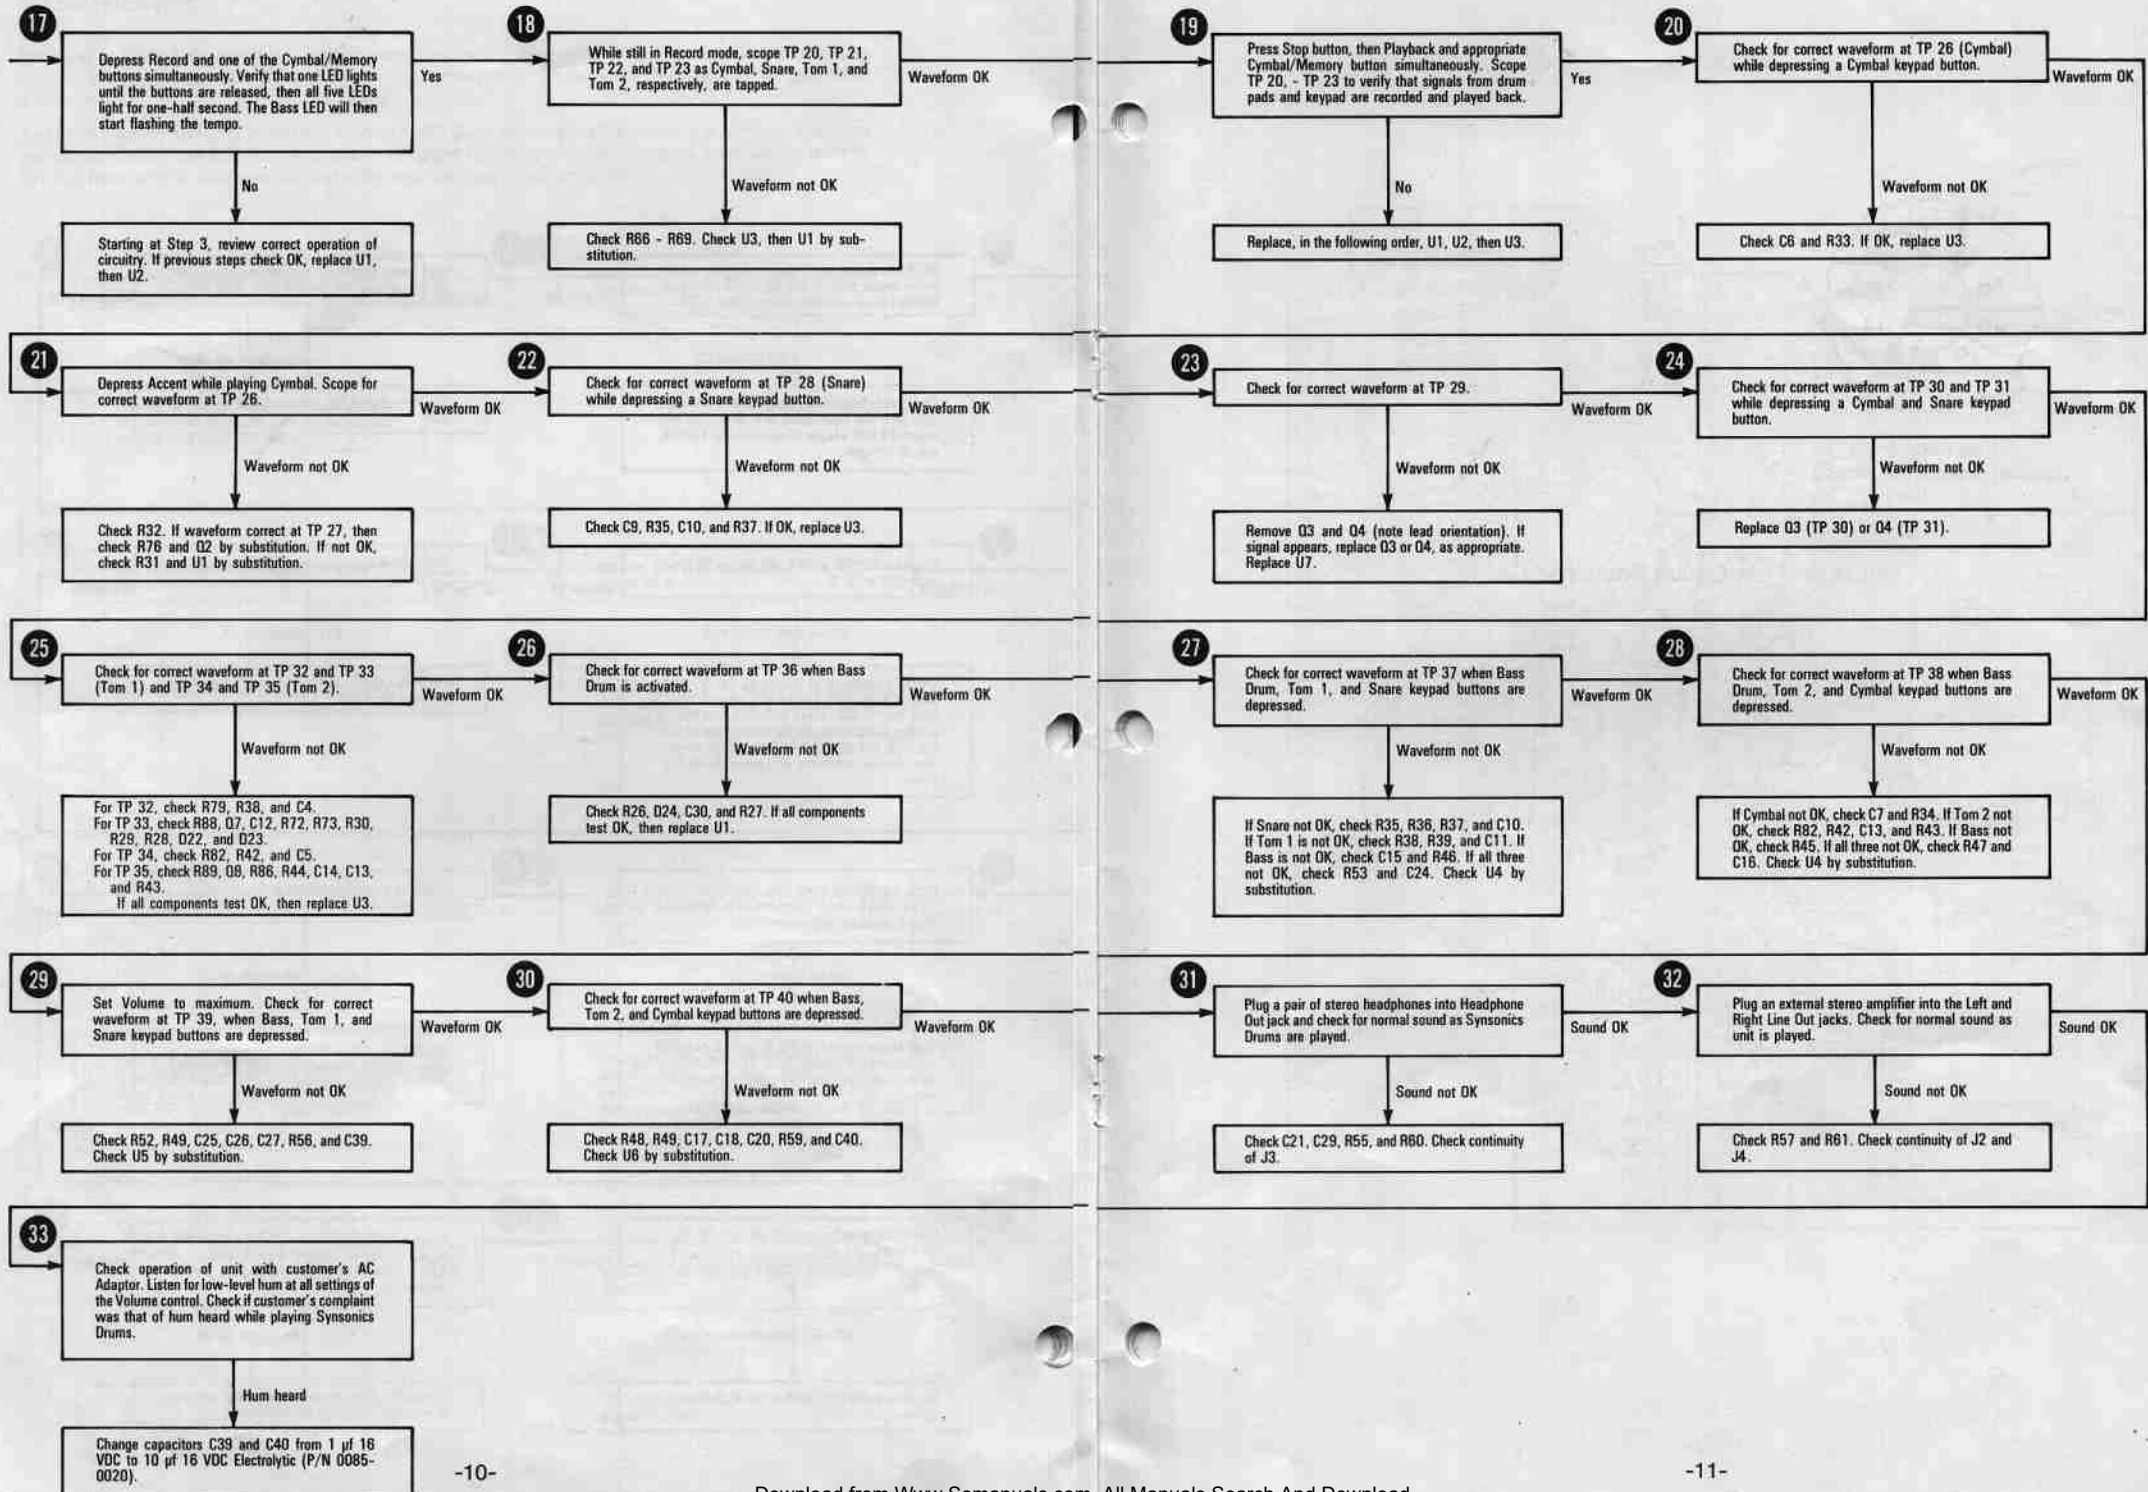 17
Depress Record and one of the Cymbal/Memory
buttons simultaneously. Verify that one LED lights
until the buttons are released, then all five LEDs
light for one-half second. The Bass LED will then
start flashing the tempo.
Yes
No
Starting at Step 3, review correct operation of
circuitry. If previous steps check OK, replace U1,
then U2.
18
While still in Record mode, scope TP 20, TP 21,
TP 22, and TP 23 as Cymbal, Snare, Tom 1, and
Tom 2, respectively, are tapped.
Waveform OK
Waveform not OK
Check R66 - R69. Check U3, then U1 by sub-
stitution.
19
Press Stop button, then Playback and appropriate
Cymbal/Memory button simultaneously. Scope
TP 20, - TP 23 to verify that signals from drum
pads and keypad are recorded and played back.
Yes
No
Replace, in the following order, U1, U2, then U3.
20
Check for correct waveform at TP 26 (Cymbal)
while depressing a Cymbal keypad button.
Waveform OK
Waveform not OK
Check C6 and R33. If OK, replace U3.
21
Depress Accent while playing Cymbal. Scope for
correct waveform at TP 26.
Waveform OK
Waveform not OK
Check R32. If waveform correct at TP 27, then
check R76 and Q2 by substitution. If not OK,
check R31 and U1 by substitution.
22
Check for correct waveform at TP 28 (Snare)
while depressing a Snare keypad button.
Waveform OK
Waveform not OK
Check C9, R35, C10, and R37. If OK, replace U3.
23
Check for correct waveform at TP 29.
Waveform OK
Waveform not OK
Remove Q3 and Q4 (note lead orientation). If
signal appears, replace Q3 or Q4, as appropriate.
Replace U7.
24
Check for correct waveform at TP 30 and TP 31
while depressing a Cymbal and Snare keypad
button.
Waveform OK
Waveform not OK
Replace Q3 (TP 30) or Q4 (TP 31).
25
Check for correct waveform at TP 32 and TP 33
(Tom 1) and TP 34 and TP 35 (Tom 2).
Waveform OK
Waveform not OK
For TP 32, check R79, R38, and C4.
For TP 33, check R88, Q7, C12, R72, R73, R30,
R29, R28, D22, and D23.
For TP 34, check R82, R42, and C5.
For TP 35, check R89, Q8, R86, R44, C14, C13,
and R43.
If all components test OK, then replace U3.
26
Check for correct waveform at TP 36 when Bass
Drum is activated.
Waveform OK
Waveform not OK
Check R26, D24, C30, and R27. If all components
test OK, then replace U1.
27
Check for correct waveform at TP 37 when Bass
Drum, Tom 1, and Snare keypad buttons are
depressed.
Waveform OK
Waveform not OK
If Snare not OK, check R35, R36, R37, and C10.
If Tom 1 is not OK, check R38, R39, and C11. If
Bass is not OK, check C15 and R46. If all three
not OK, check R53 and C24. Check U4 by
substitution.
28
Check for correct waveform at TP 38 when Bass
Drum, Tom 2, and Cymbal keypad buttons are
depressed.
Waveform OK
Waveform not OK
If Cymbal not OK, check C7 and R34. If Tom 2 not
OK, check R82, R42, C13, and R43. If Bass not
OK, check R45. If all three not OK, check R47 and
C16. Check U4 by substitution.
29
Set Volume to maximum. Check for correct
waveform at TP 39, when Bass, Tom 1, and
Snare keypad buttons are depressed.
Waveform OK
Waveform not OK
Check R52, R49, C25, C26, C27, R56, and C39.
Check U5 by substitution.
30
Check for correct waveform at TP 40 when Bass,
Tom 2, and Cymbal keypad buttons are depressed.
Waveform OK
Waveform not OK
Check R48, R49, C17, C18, C20, R59, and C40.
Check U6 by substitution.
31
Plug a pair of stereo headphones into Headphone
Out jack and check for normal sound as Synsonics
Drums are played.
Sound OK
Sound not OK
Check C21, C29, R55, and R60. Check continuity
of J3.
32
Plug an external stereo amplifier into the Left and
Right Line Out jacks. Check for normal sound as
unit is played.
Sound OK
Sound not OK
Check R57 and R61. Check continuity of J2 and
J4.
33
Check operation of unit with customer's AC
Adaptor. Listen for low-level hum at all settings of
the Volume control. Check if customer's complaint
was that of hum heard while playing Synsonics
Drums.
Hum heard
Change capacitors C39 and C40 from 1 µf 16
VDC to 10 µf 16 VDC Electrolytic (P/N 0085-
0020).
-10-
-11-
Download from Www.Somanuals.com. All Manuals Search And Download.